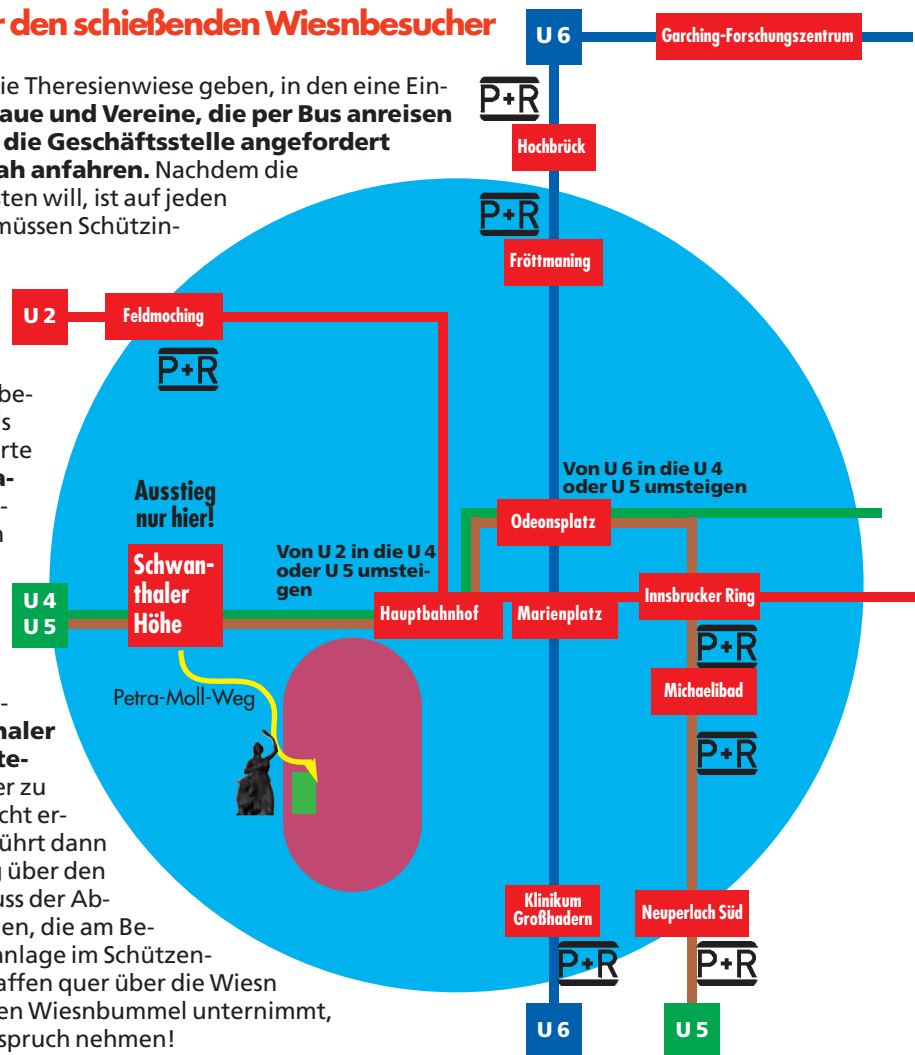 r den schießenden Wiesnbesucher
U 6
Garching-Forschungszentrum
ie Theresienwiese geben, in den eine Ein-
aue und Vereine, die per Bus anreisen
die Geschäftsstelle angefordert
ah anfahren. Nachdem die
sten will, ist auf jeden
müssen Schützin-
P+R
Hochbrück
P+R
Fröttmaning
U 2
Feldmoching
P+R
be-
s
rte
a-
-
n
Ausstieg
nur hier!
Von U 6 in die U 4
oder U 5 umsteigen
Odeonsplatz
Schwan-
thaler
Höhe
Von U 2 in die U 4
oder U 5 umstei-
gen
U 4
U 5
Hauptbahnhof
Marienplatz
Innsbrucker Ring
P+R
Michaelibad
P+R
Petra-Moll-Weg
-
haler
te-
er zu
cht er-
ührt dann
g über den
uss der Ab-
en, die am Be-
anlage im Schützen-
affen quer über die Wiesn
en Wiesnbummel unternimmt,
spruch nehmen!
Klinikum
Großhadern
P+R
Neuperlach Süd
P+R
U 6
U 5